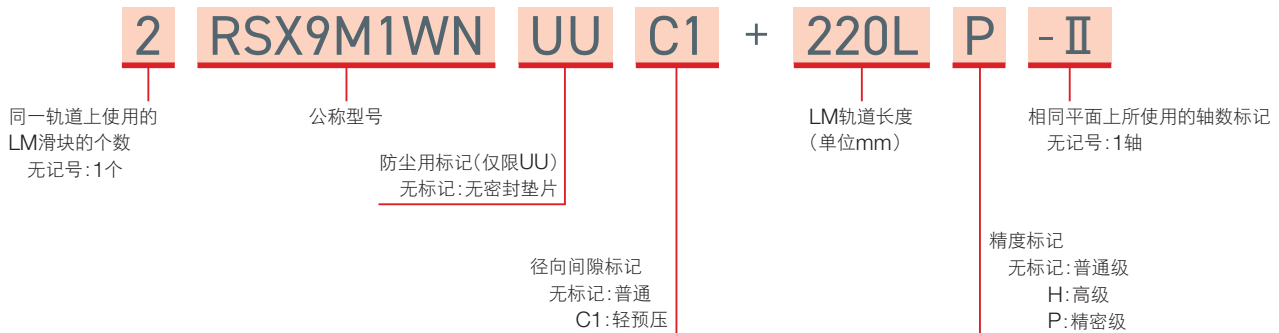 2 RSX9M1WN UU C1 + 220L P -Ⅱ
同一轨道上使用的
LM滑块的个数
无记号:1个
公称型号
防尘用标记(仅限UU)
无标记:无密封垫片
径向间隙标记
无标记:普通
C1:轻预压
LM轨道长度
(单位mm)
精度标记
无标记:普通级
H:高级
P:精密级
相同平面上所使用的轴数标记
无记号:1轴